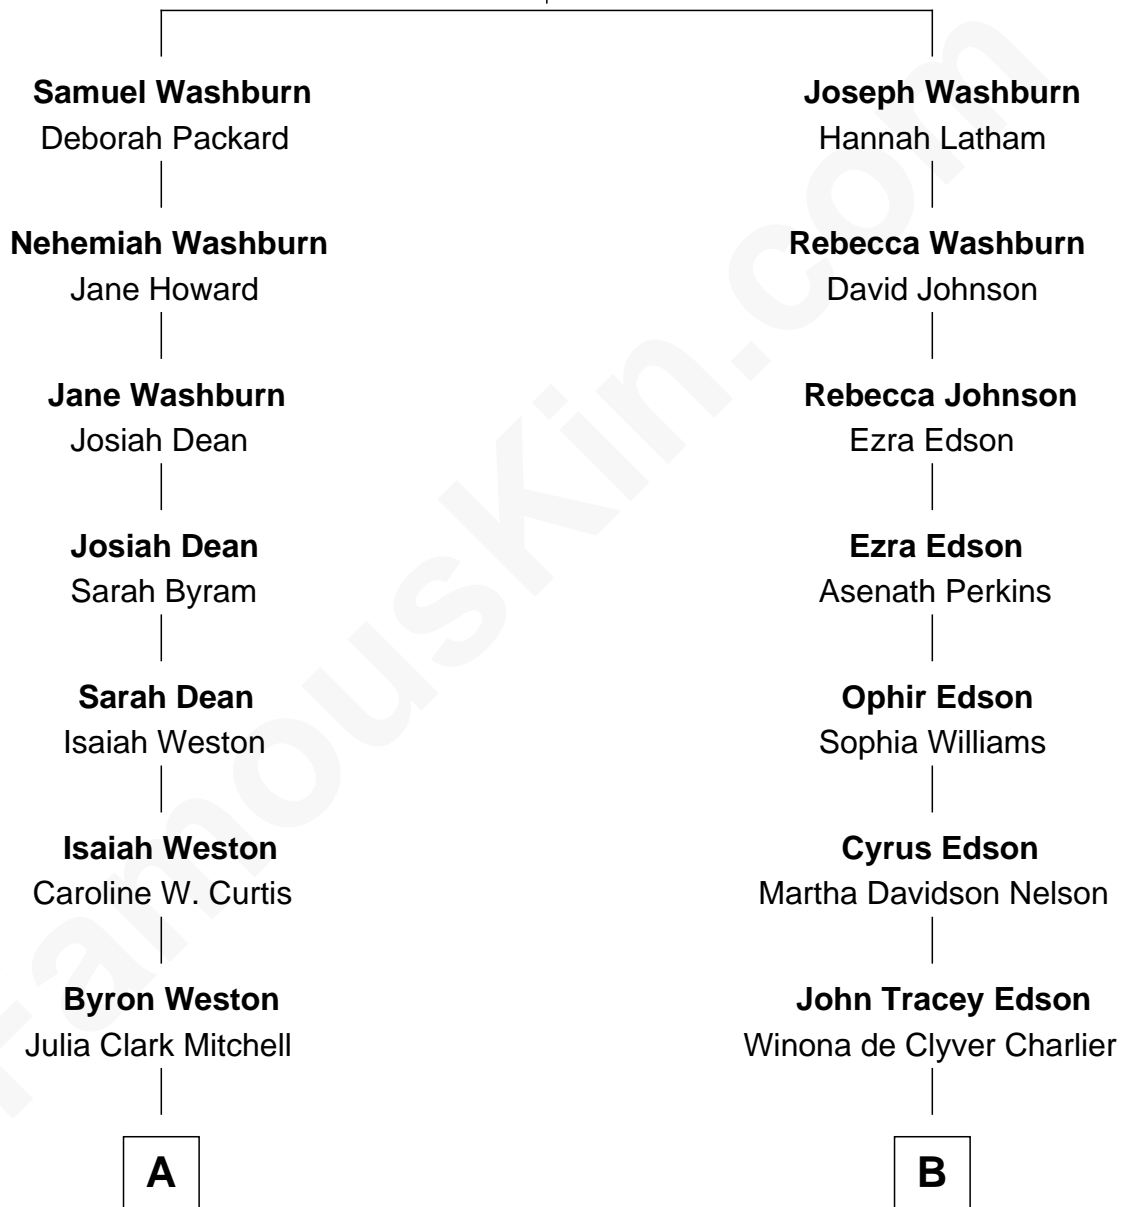 Samuel Washburn
Deborah Packard
Nehemiah Washburn
Jane Howard
Jane Washburn
Josiah Dean
Josiah Dean
Sarah Byram
Sarah Dean
Isaiah Weston
Isaiah Weston
Caroline W. Curtis
Byron Weston
Julia Clark Mitchell
A
Joseph Washburn
Hannah Latham
Rebecca Washburn
David Johnson
Rebecca Johnson
Ezra Edson
Ezra Edson
Asenath Perkins
Ophir Edson
Sophia Williams
Cyrus Edson
Martha Davidson Nelson
John Tracey Edson
Winona de Clyver Charlier
B
FamousKin.com